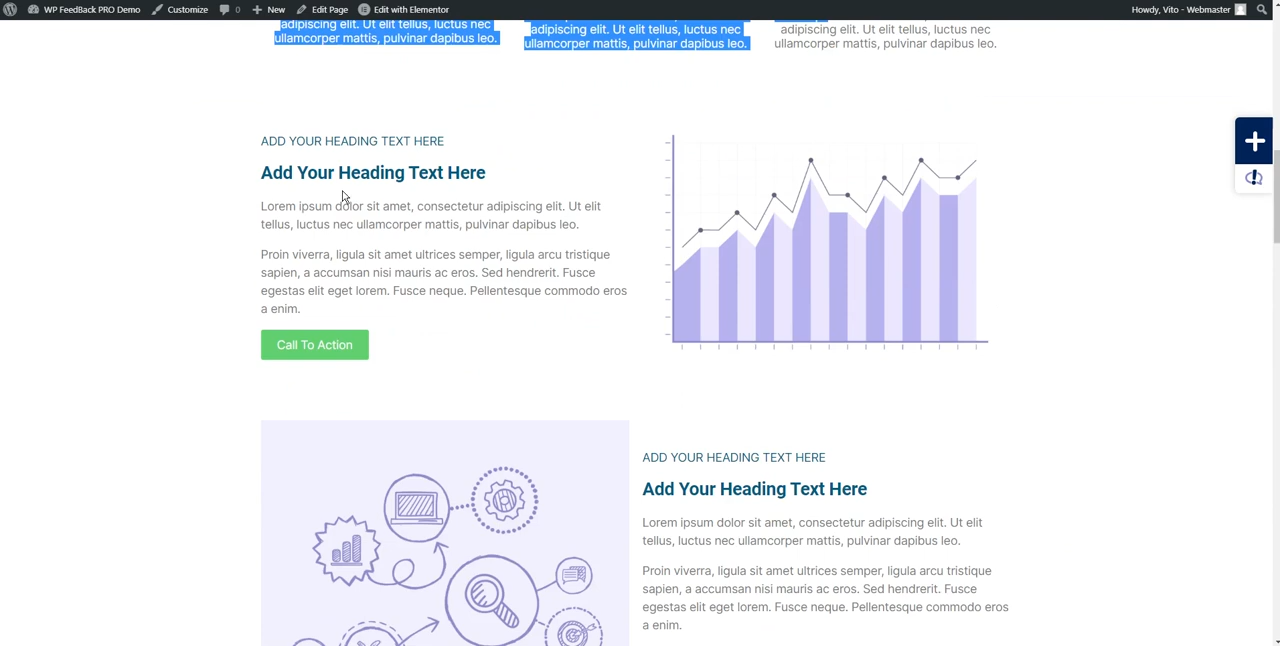 WP FeedBack PRO Demo Customize 0 New Edit Page Edit with Elementor Howdy, Vito - Webmaster
adipiscing elit. Ut elit tellus, luctus nec
ullamcorper mattis, pulvinar dapibus leo.
adipiscing elit. Ut elit tellus, luctus nec
ullamcorper mattis, pulvinar dapibus leo.
adipiscing elit. Ut elit tellus, luctus nec
ullamcorper mattis, pulvinar dapibus leo.
ADD YOUR HEADING TEXT HERE
Add Your Heading Text Here
Lorem ipsum dolor sit amet, consectetur adipiscing elit. Ut elit
tellus, luctus nec ullamcorper mattis, pulvinar dapibus leo.
Proin viverra, ligula sit amet ultrices semper, ligula arcu tristique
sapien, a accumsan nisi mauris ac eros. Sed hendrerit. Fusce
egestas elit eget lorem. Fusce neque. Pellentesque commodo eros
a enim.
Call To Action
ADD YOUR HEADING TEXT HERE
Add Your Heading Text Here
Lorem ipsum dolor sit amet, consectetur adipiscing elit. Ut elit
tellus, luctus nec ullamcorper mattis, pulvinar dapibus leo.
Proin viverra, ligula sit amet ultrices semper, ligula arcu tristique
sapien, a accumsan nisi mauris ac eros. Sed hendrerit. Fusce
egestas elit eget lorem. Fusce neque. Pellentesque commodo eros
a enim.